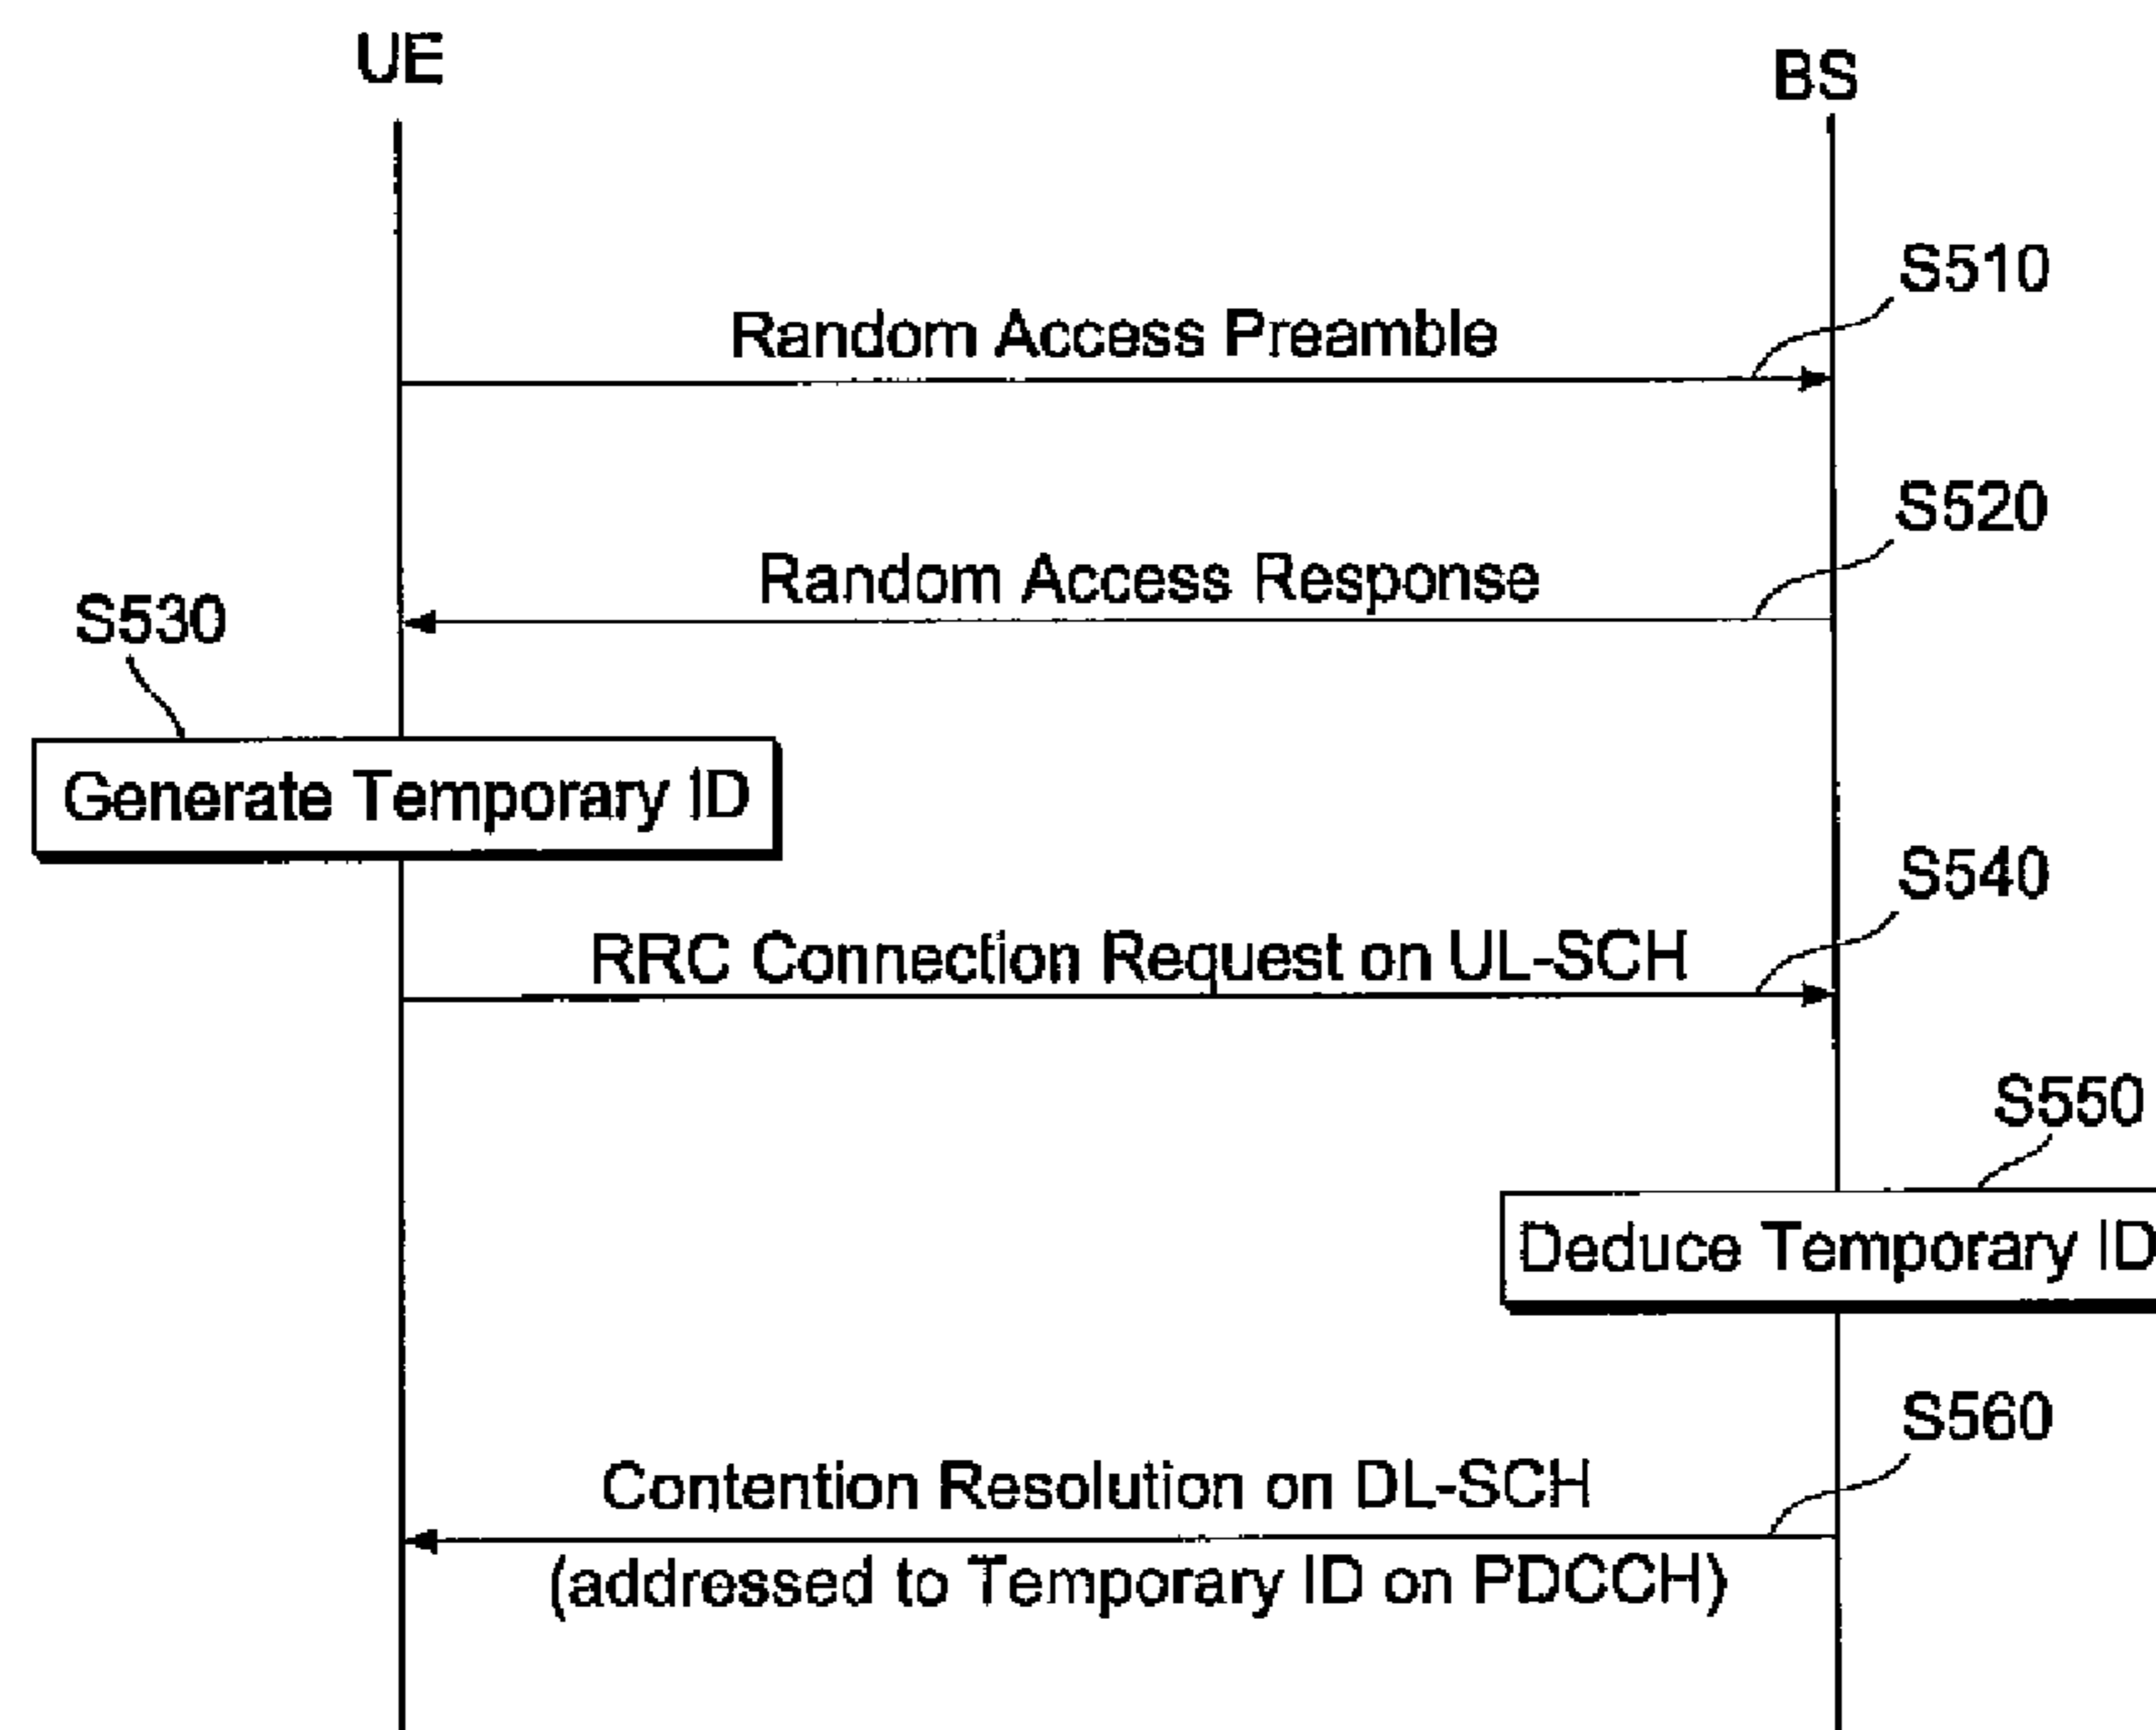 UE
BS
S510
Random Access Preamble
S520
Random Access Response
S530
Generate Temporary ID
S540
RRC Connection Request on UL-SCH
S550
Deduce Temporary ID
S560
Contention Resolution on DL-SCH
(addressed to Temporary ID on PDCCH)